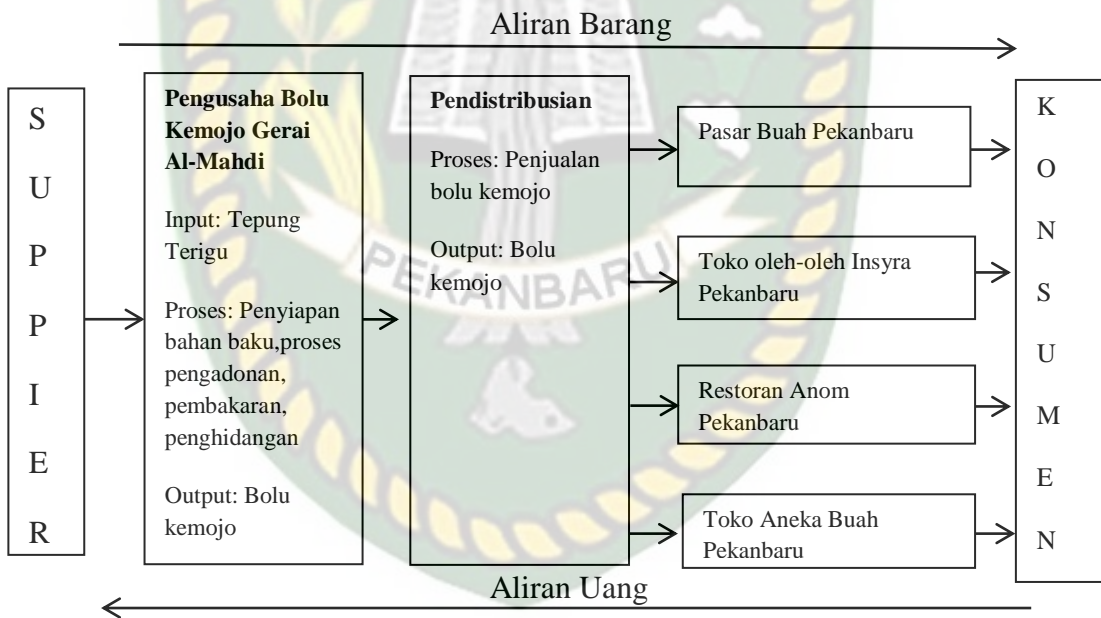 Aliran Barang
S
U
P
P
I
E
R
Pengusaha Bolu
Kemojo Gerai
Al-Mahdi
Input: Tepung
Terigu
Proses: Penyiapan
bahan baku,proses
pengadonan,
pembakaran,
penghidangan
Output: Bolu
kemojo
Pendistribusian
Proses: Penjualan
bolu kemojo
Output: Bolu
kemojo
Pasar Buah Pekanbaru
Toko oleh-oleh Insyra
Pekanbaru
Restoran Anom
Pekanbaru
Toko Aneka Buah
Pekanbaru
K
O
N
S
U
M
E
N
PEKANBARU
Aliran Uang